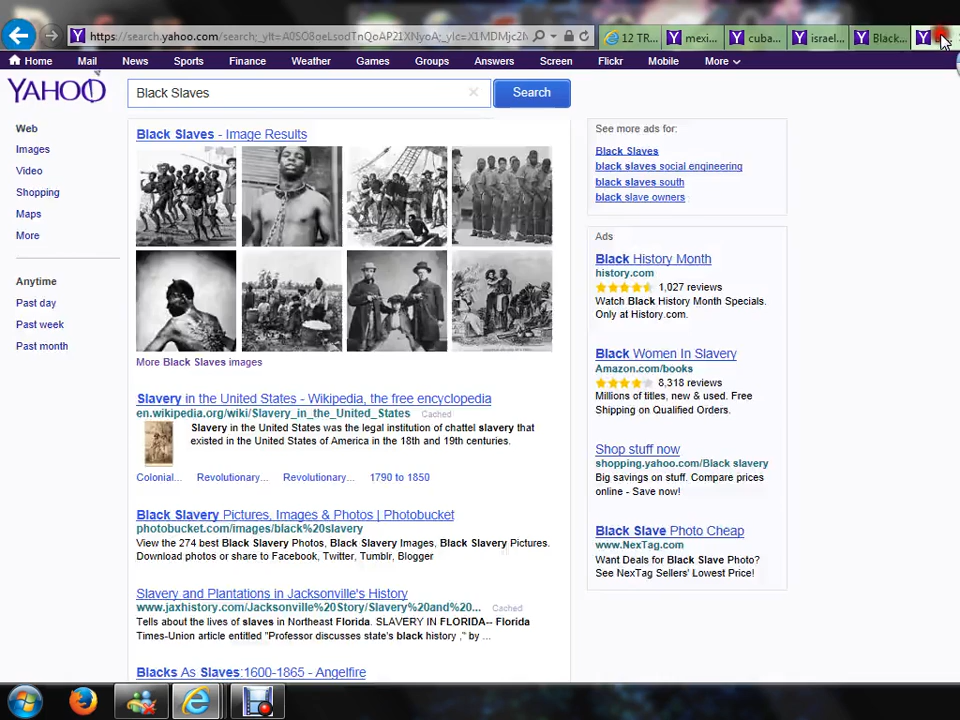 https://search.yahoo.com/search;_ylt=A0SO8oeLsodTnQoAP21XNyoA;_ylc=X1MDMjc2N
12 TR...
mexi...
cuba...
israel...
Black...
Home Mail News Sports Finance Weather Games Groups Answers Screen Flickr Mobile More
YAHOO
Black Slaves
Search
Web
Images
Video
Shopping
Maps
More
Anytime
Past day
Past week
Past month
Black Slaves - Image Results
More Black Slaves images
Slavery in the United States - Wikipedia, the free encyclopedia
en.wikipedia.org/wiki/Slavery_in_the_United_States Cached
Slavery in the United States was the legal institution of chattel slavery that
existed in the United States of America in the 18th and 19th centuries.
Colonial... Revolutionary... Revolutionary... 1790 to 1850
Black Slavery Pictures, Images & Photos | Photobucket
photobucket.com/images/black%20slavery
View the 274 best Black Slavery Photos, Black Slavery Images, Black Slavery Pictures.
Download photos or share to Facebook, Twitter, Tumblr, Blogger
Slavery and Plantations in Jacksonville's History
www.jaxhistory.com/Jacksonville%20Story/Slavery%20and%20... Cached
Tells about the lives of slaves in Northeast Florida. SLAVERY IN FLORIDA-- Florida
Times-Union article entitled "Professor discusses state's black history ," by ...
Blacks As Slaves:1600-1865 - Angelfire
See more ads for:
Black Slaves
black slaves social engineering
black slaves south
black slave owners
Ads
Black History Month
history.com
1,027 reviews
Watch Black History Month Specials.
Only at History.com.
Black Women In Slavery
Amazon.com/books
8,318 reviews
Millions of titles, new & used. Free
Shipping on Qualified Orders.
Shop stuff now
shopping.yahoo.com/Black slavery
Big savings on stuff. Compare prices
online - Save now!
Black Slave Photo Cheap
www.NexTag.com
Want Deals for Black Slave Photo?
See NexTag Sellers' Lowest Price!